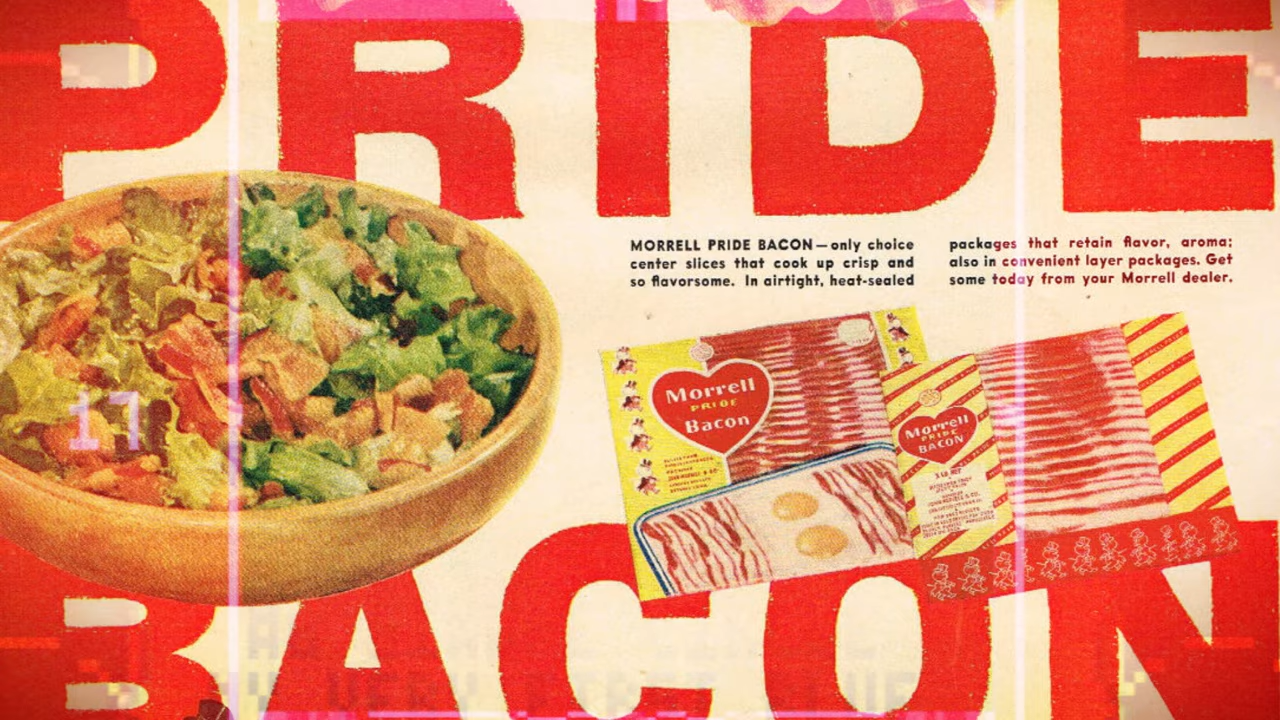 PRIDE
MORRELL PRIDE BACON—only choice
center slices that cook up crisp and
so flavorsome. In airtight, heat-sealed
packages that retain flavor, aroma;
also in convenient layer packages. Get
some today from your Morrell dealer.
Morrell
PRIDE
Bacon
Morrell
PRIDE
BACON
17
BACON